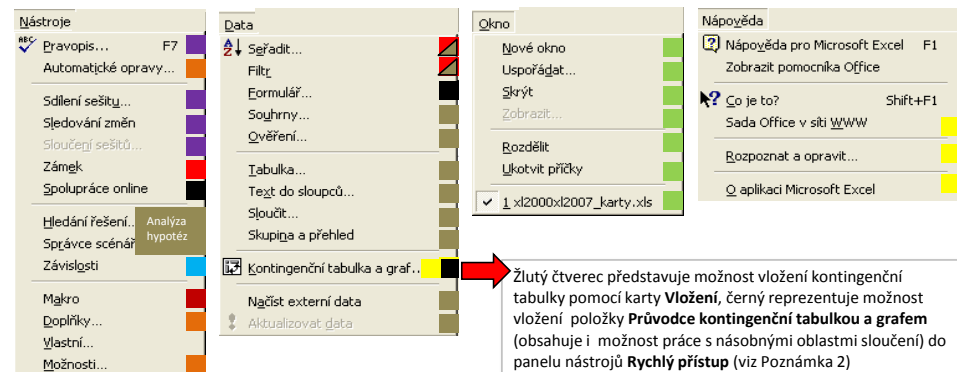 Nástroje
ABC Pravopis... F7
Automatické opravy...
Sdílení sešitu...
Sledování změn
Sloučení sešitů...
Zámek
Spolupráce online
Hledání řešení..
Správce scénář
Analýza
hypotéz
Závislosti
Makro
Doplňky...
Vlastní...
Možnosti...
Data
A
Z Seřadit...
Filtr
Formulář...
Souhrny...
Ověření...
Tabulka...
Text do sloupců...
Sloučit...
Skupina a přehled
Kontingenční tabulka a graf..
Načíst externí data
Aktualizovat data
Okno
Nové okno
Uspořádat...
Skrýt
Zobrazit...
Rozdělit
Ukotvit příčky
1 xl2000xl2007_karty.xls
Nápověda
Nápověda pro Microsoft Excel F1
Zobrazit pomocníka Office
Co je to? Shift+F1
Sada Office v síti WWW
Rozpoznat a opravit...
O aplikaci Microsoft Excel
Žlutý čtverec představuje možnost vložení kontingenční
tabulky pomocí karty Vložení, černý reprezentuje možnost
vložení položky Průvodce kontingenční tabulkou a grafem
(obsahuje i možnost práce s násobnými oblastmi sloučení) do
panelu nástrojů Rychlý přístup (viz Poznámka 2)